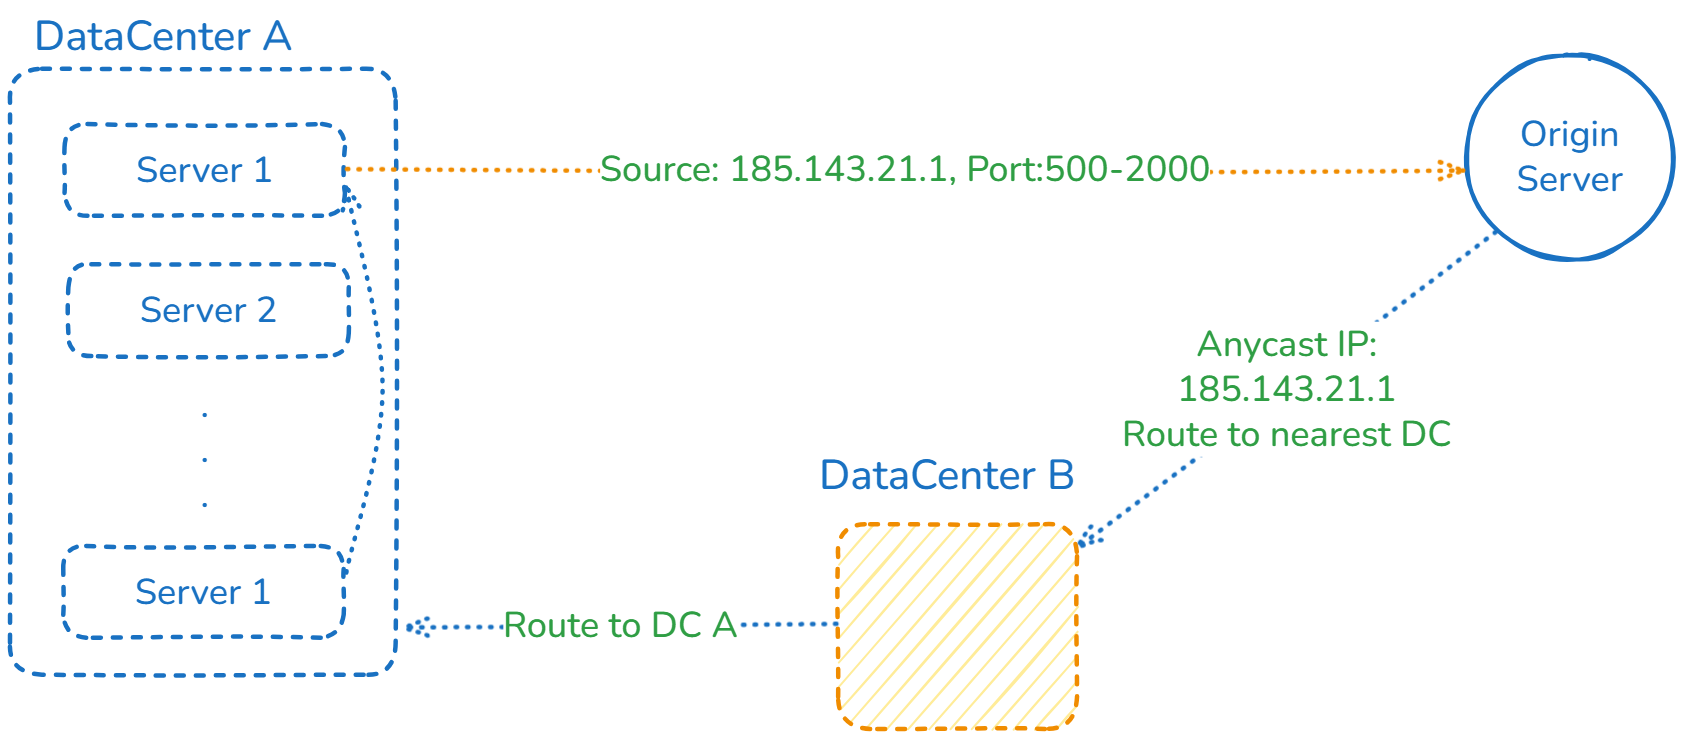 DataCenter A
Server 1
Source: 185.143.21.1, Port:500-2000
Origin
Server
Server 2
Anycast IP:
185.143.21.1
Route to nearest DC
.
.
.
DataCenter B
Server 1
Route to DC A